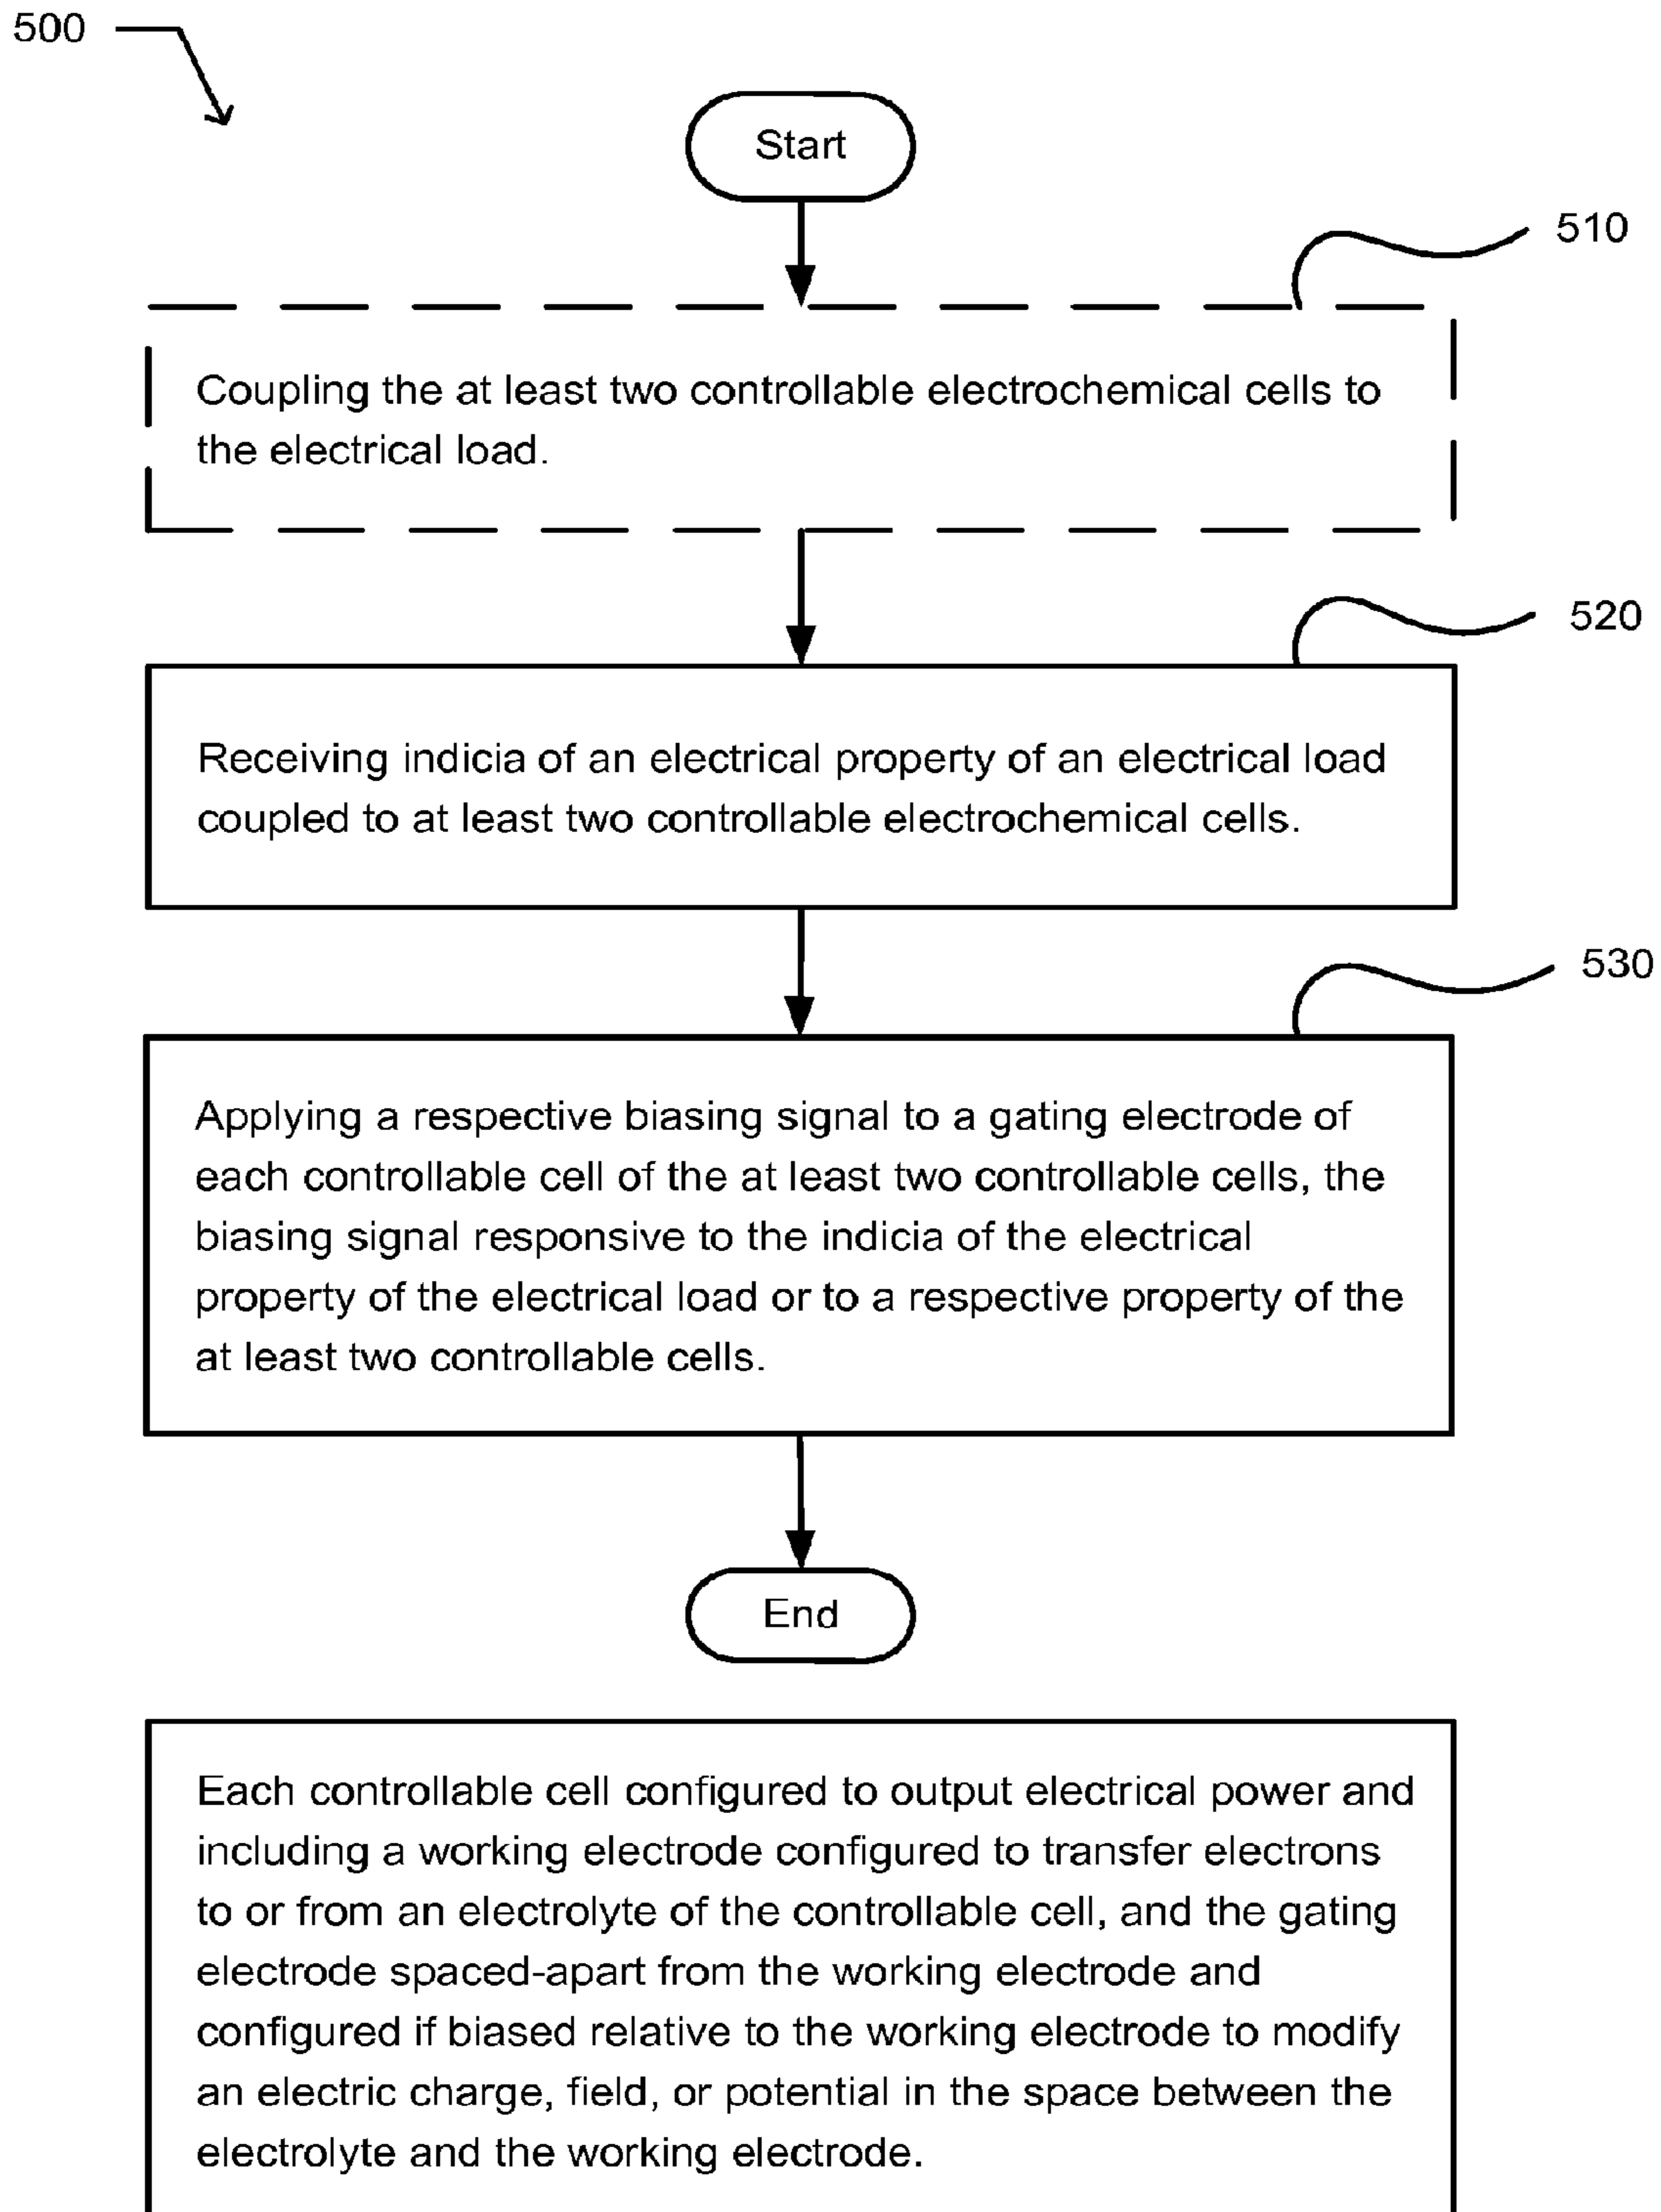 500
Start
510
Coupling the at least two controllable electrochemical cells to
the electrical load.
520
Receiving indicia of an electrical property of an electrical load
coupled to at least two controllable electrochemical cells.
530
Applying a respective biasing signal to a gating electrode of
each controllable cell of the at least two controllable cells, the
biasing signal responsive to the indicia of the electrical
property of the electrical load or to a respective property of the
at least two controllable cells.
End
Each controllable cell configured to output electrical power and
including a working electrode configured to transfer electrons
to or from an electrolyte of the controllable cell, and the gating
electrode spaced-apart from the working electrode and
configured if biased relative to the working electrode to modify
an electric charge, field, or potential in the space between the
electrolyte and the working electrode.